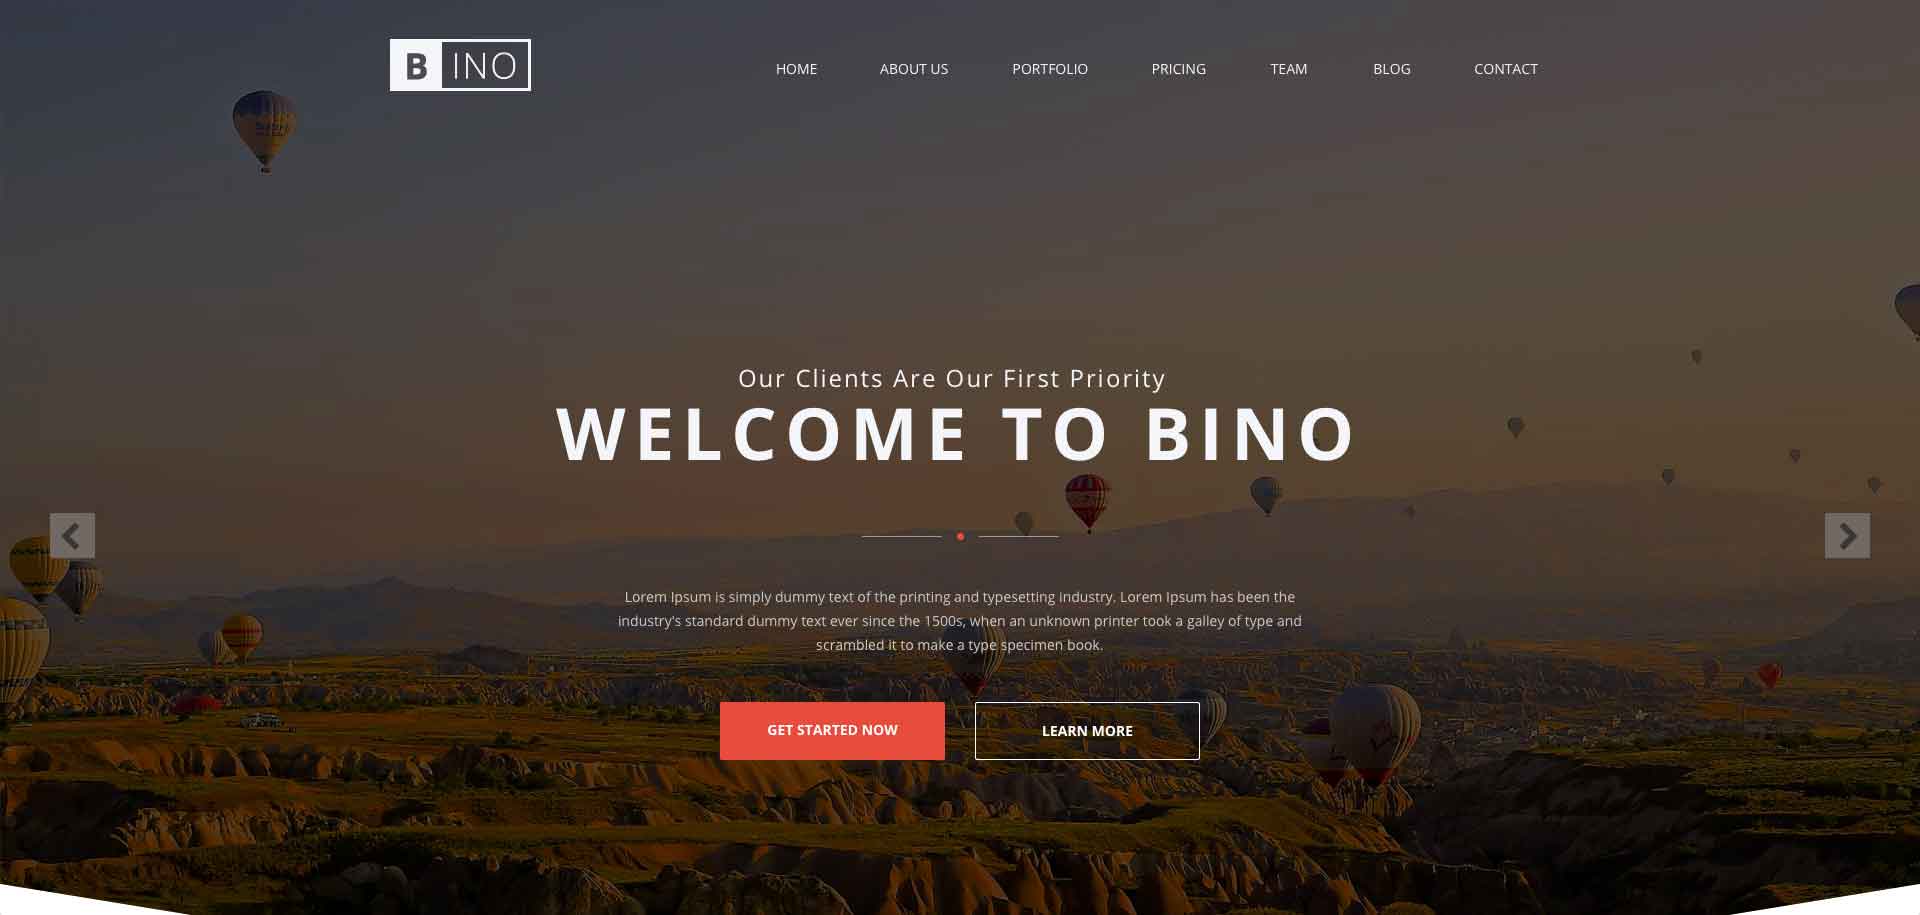 BINO
HOME ABOUT US PORTFOLIO PRICING TEAM BLOG CONTACT
Our Clients Are Our First Priority
WELCOME TO BINO
Lorem Ipsum is simply dummy text of the printing and typesetting industry. Lorem Ipsum has been the
industry's standard dummy text ever since the 1500s, when an unknown printer took a galley of type and
scrambled it to make a type specimen book.
GET STARTED NOW LEARN MORE